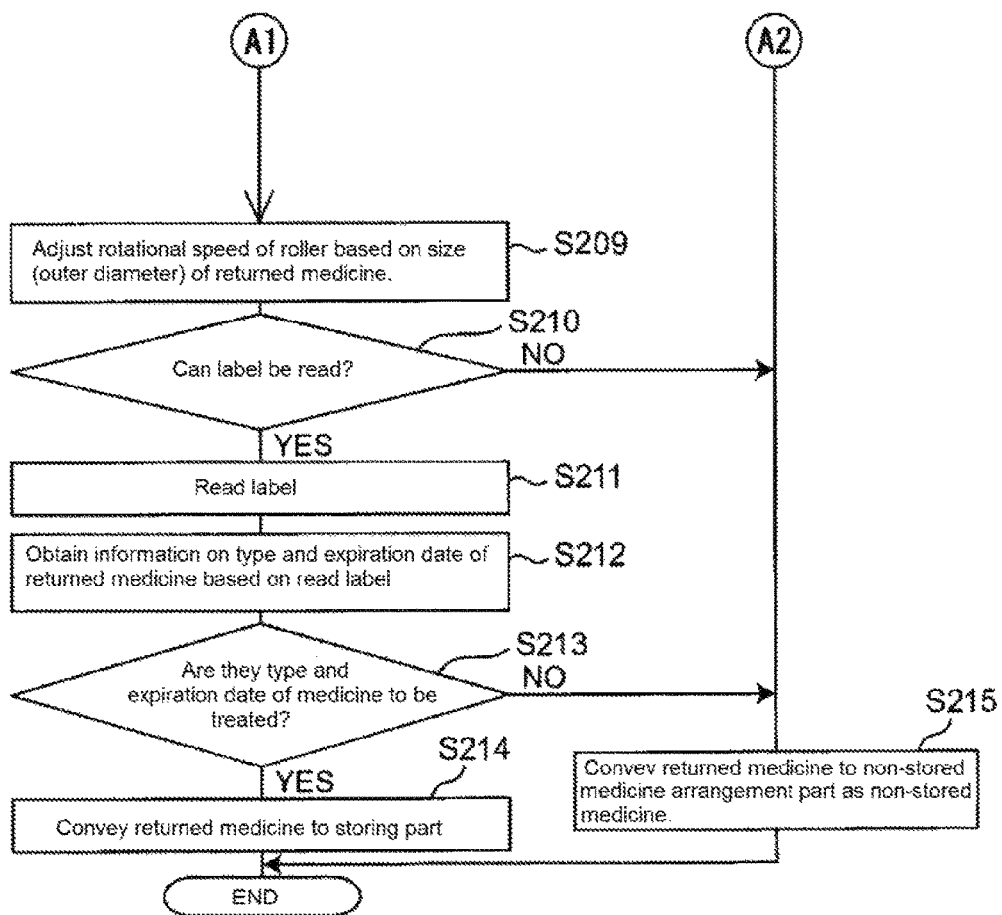 A1
A2
Adjust rotational speed of roller based on size
(outer diameter) of returned medicine.
S209
S210
Can label be read?
NO
YES
Read label
S211
Obtain information on type and expiration date of
returned medicine based on read label
S212
S213
Are they type and
expiration date of medicine to be
treated?
NO
YES
S214
Convey returned medicine to storing part
S215
Convey returned medicine to non-stored
medicine arrangement part as non-stored
medicine.
END